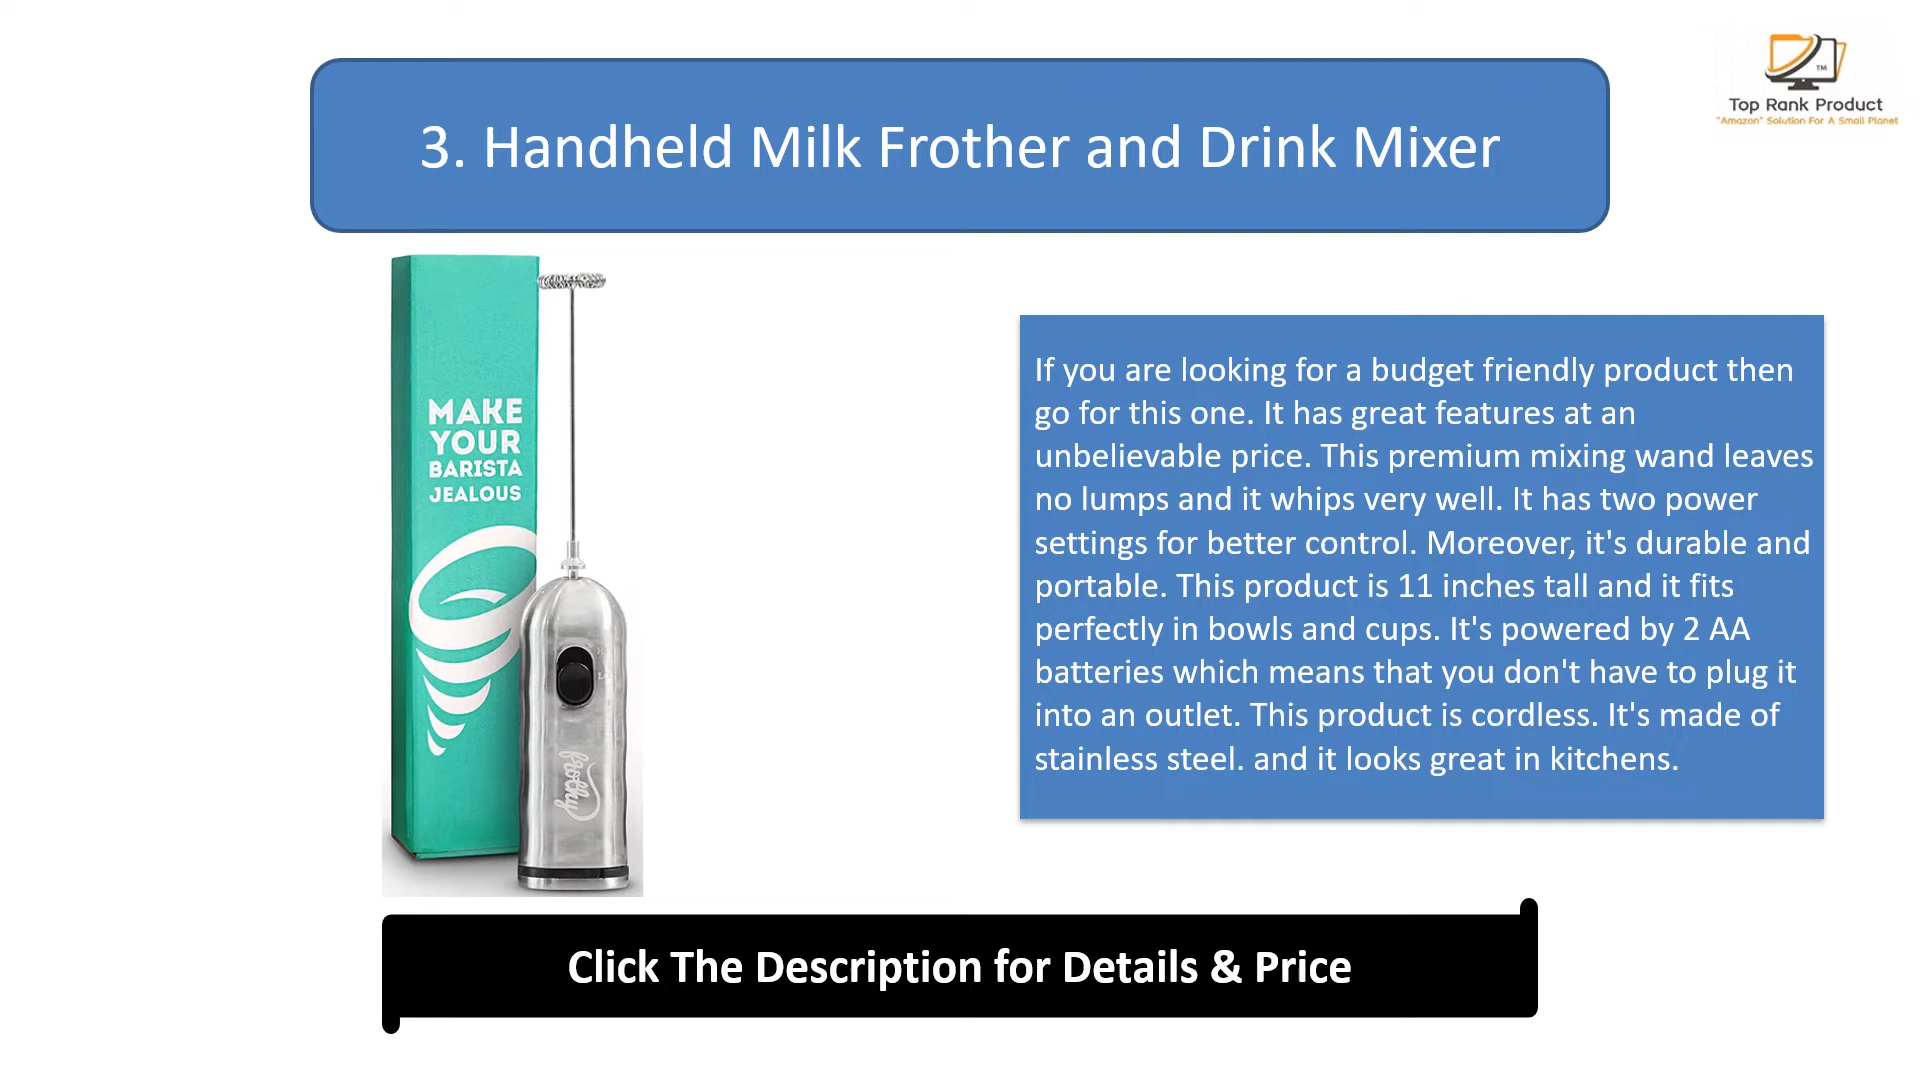 Top Rank Product
"Amazon" Solution For A Small Planet
TM
3. Handheld Milk Frother and Drink Mixer
MAKE
YOUR
BARISTA
JEALOUS
frothy
If you are looking for a budget friendly product then
go for this one. It has great features at an
unbelievable price. This premium mixing wand leaves
no lumps and it whips very well. It has two power
settings for better control. Moreover, it's durable and
portable. This product is 11 inches tall and it fits
perfectly in bowls and cups. It's powered by 2 AA
batteries which means that you don't have to plug it
into an outlet. This product is cordless. It's made of
stainless steel. and it looks great in kitchens.
Click The Description for Details & Price